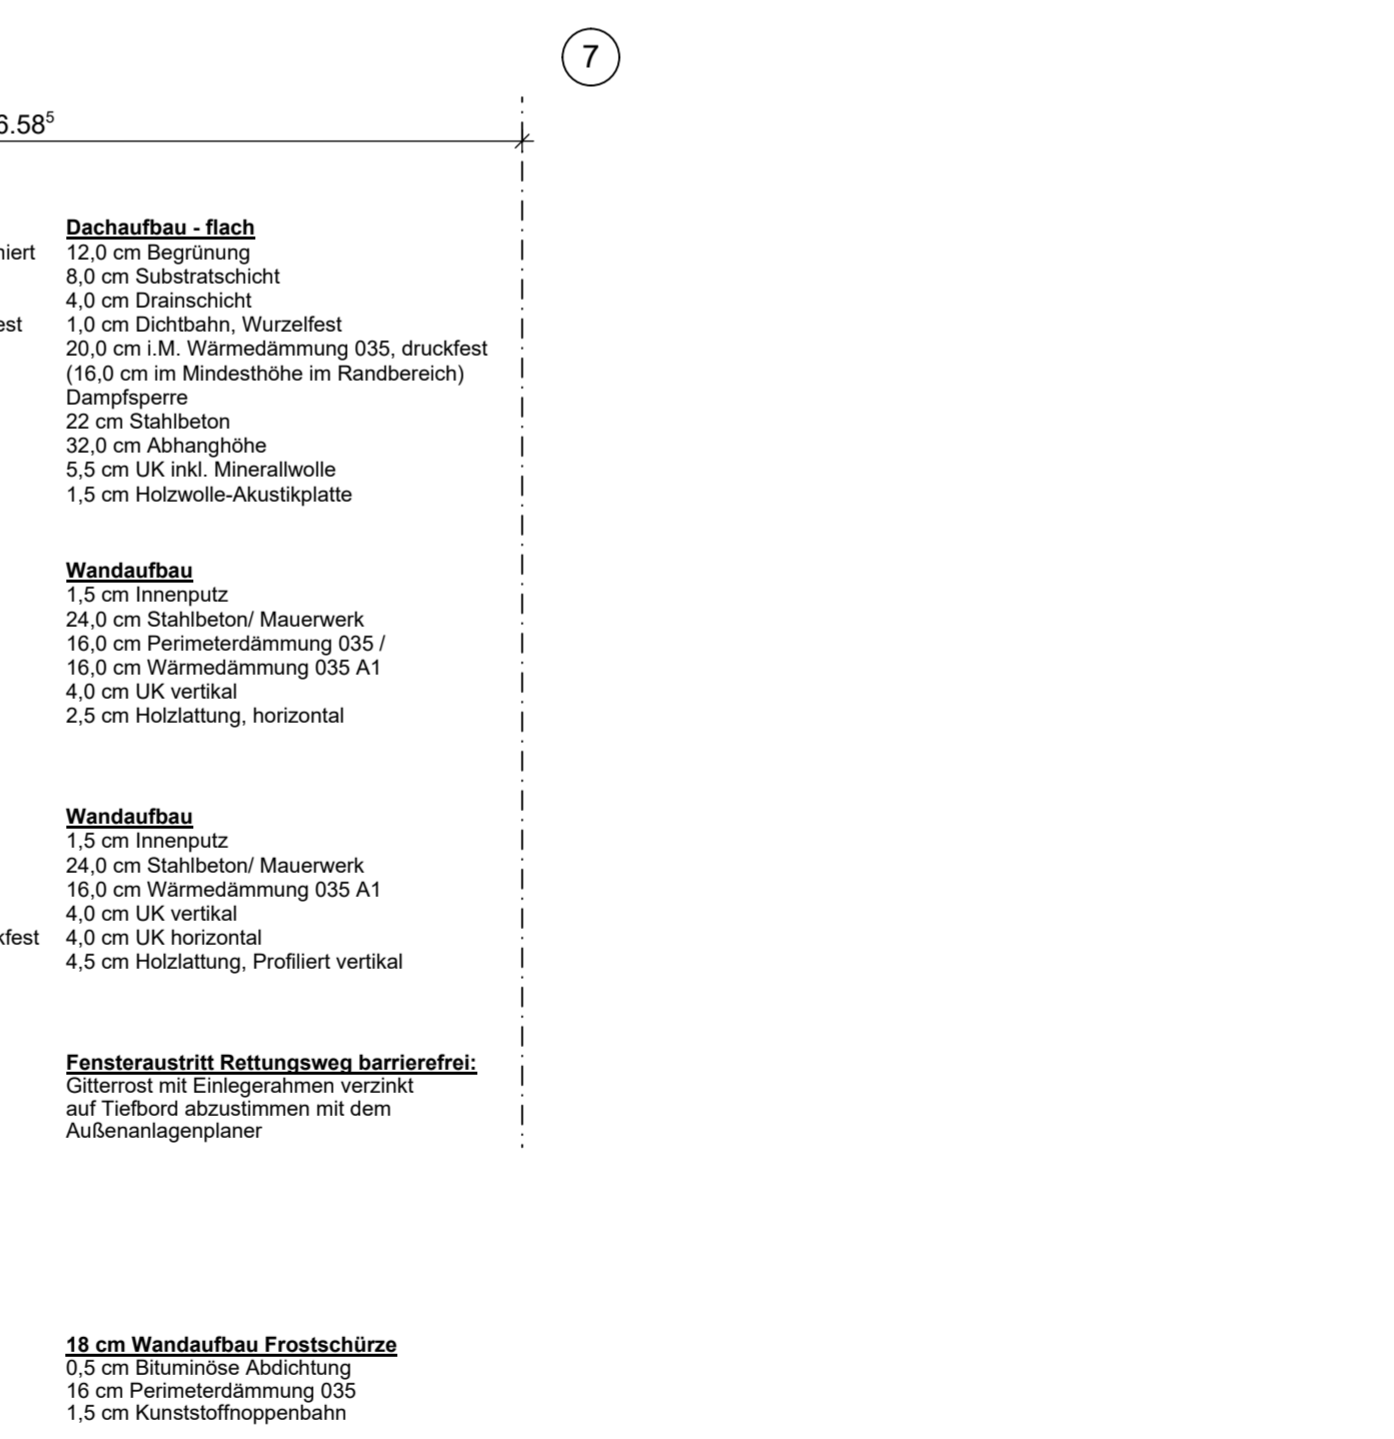 7
6.58⁵
Dachaufbau - flach
12,0 cm Begrünung
8,0 cm Substratschicht
4,0 cm Drainschicht
1,0 cm Dichtbahn, Wurzelfest
20,0 cm i.M. Wärmedämmung 035, druckfest
(16,0 cm im Mindesthöhe im Randbereich)
Dampfsperre
22 cm Stahlbeton
32,0 cm Abhanghöhe
5,5 cm UK inkl. Minerallwolle
1,5 cm Holzwolle-Akustikplatte
Wandaufbau
1,5 cm Innenputz
24,0 cm Stahlbeton/ Mauerwerk
16,0 cm Perimeterdämmung 035 /
16,0 cm Wärmedämmung 035 A1
4,0 cm UK vertikal
2,5 cm Holzlattung, horizontal
Wandaufbau
1,5 cm Innenputz
24,0 cm Stahlbeton/ Mauerwerk
16,0 cm Wärmedämmung 035 A1
4,0 cm UK vertikal
4,0 cm UK horizontal
4,5 cm Holzlattung, Profiliert vertikal
Fensteraustritt Rettungsweg barrierefrei:
Gitterrost mit Einlegerahmen verzinkt
auf Tiefbord abzustimmen mit dem
Außenanlagenplaner
18 cm Wandaufbau Frostschürze
0,5 cm Bituminöse Abdichtung
16 cm Perimeterdämmung 035
1,5 cm Kunststoffnoppenbahn